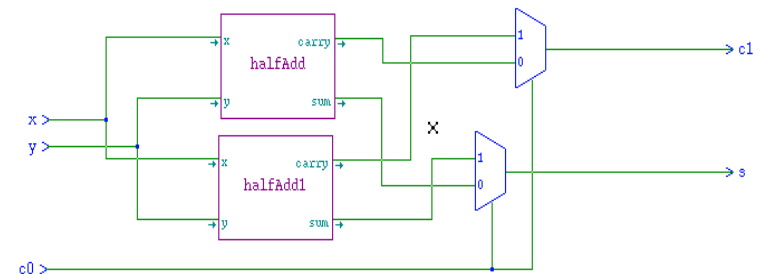 x carry 1 c1
halfAdd 0
y sum
x
y x carry 1 s
halfAdd1 0
y sum
c0